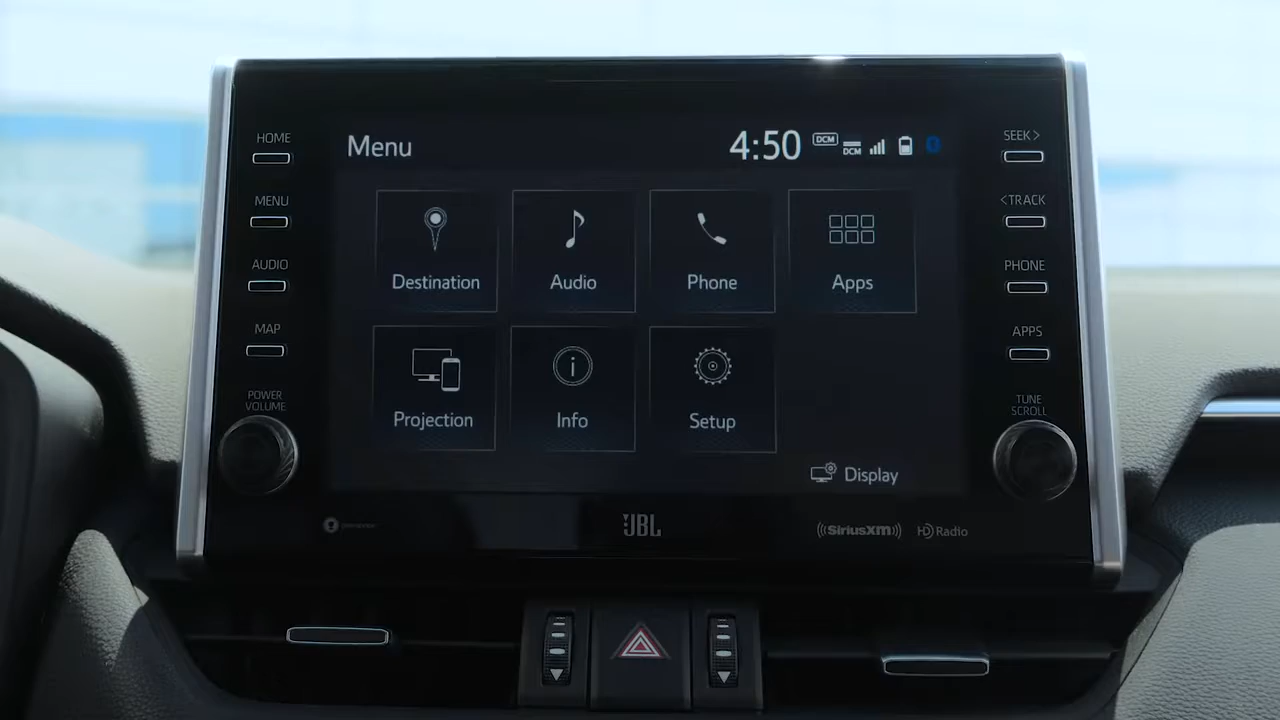 HOME
MENU
AUDIO
MAP
POWER
VOLUME
Menu
4:50
DCM
DCM
Destination
Audio
Phone
Apps
Projection
Info
Setup
Display
SEEK>
<TRACK
PHONE
APPS
TUNE
SCROLL
JBL
((SiriusXM))
HD Radio